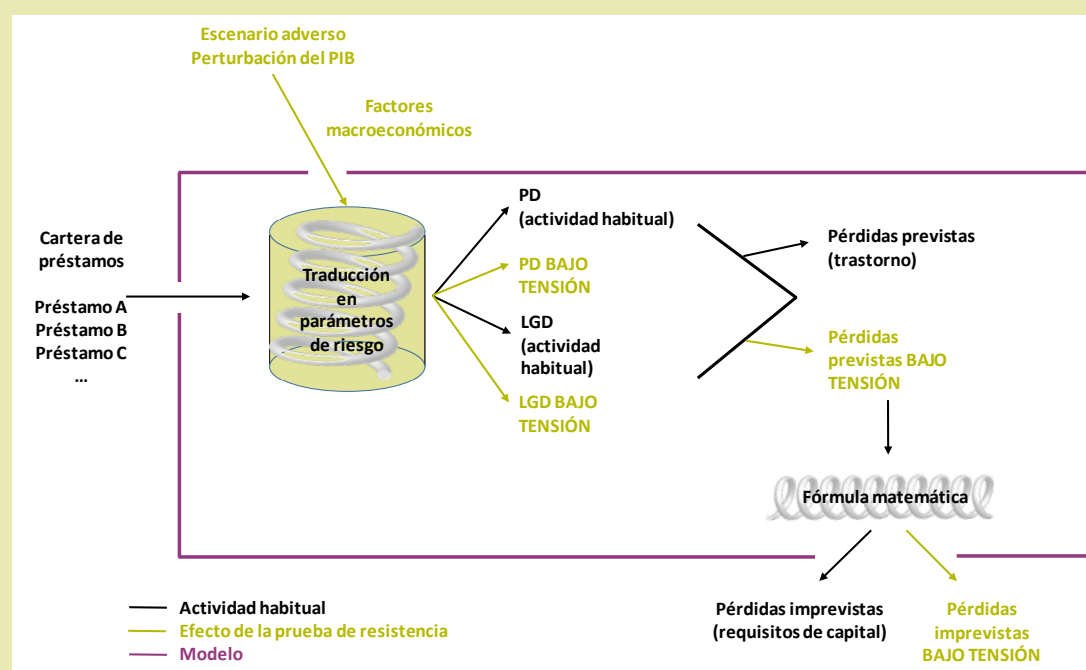 Escenario adverso
Perturbación del PIB
Factores
macroeconómicos
Cartera de
préstamos
Préstamo A
Préstamo B
Préstamo C
...
Traducción
en
parámetros
de riesgo
PD
(actividad habitual)
PD BAJO
TENSIÓN
LGD
(actividad
habitual)
LGD BAJO
TENSIÓN
Pérdidas previstas
(trastorno)
Pérdidas
previstas BAJO
TENSIÓN
Fórmula matemática
Pérdidas imprevistas
(requisitos de capital)
Pérdidas
imprevistas
BAJO TENSIÓN
Actividad habitual
Efecto de la prueba de resistencia
Modelo